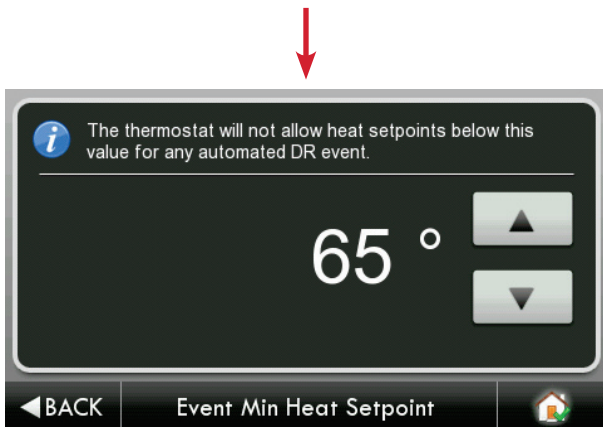 The thermostat will not allow heat setpoints below this
value for any automated DR event.
65 °
BACK
Event Min Heat Setpoint